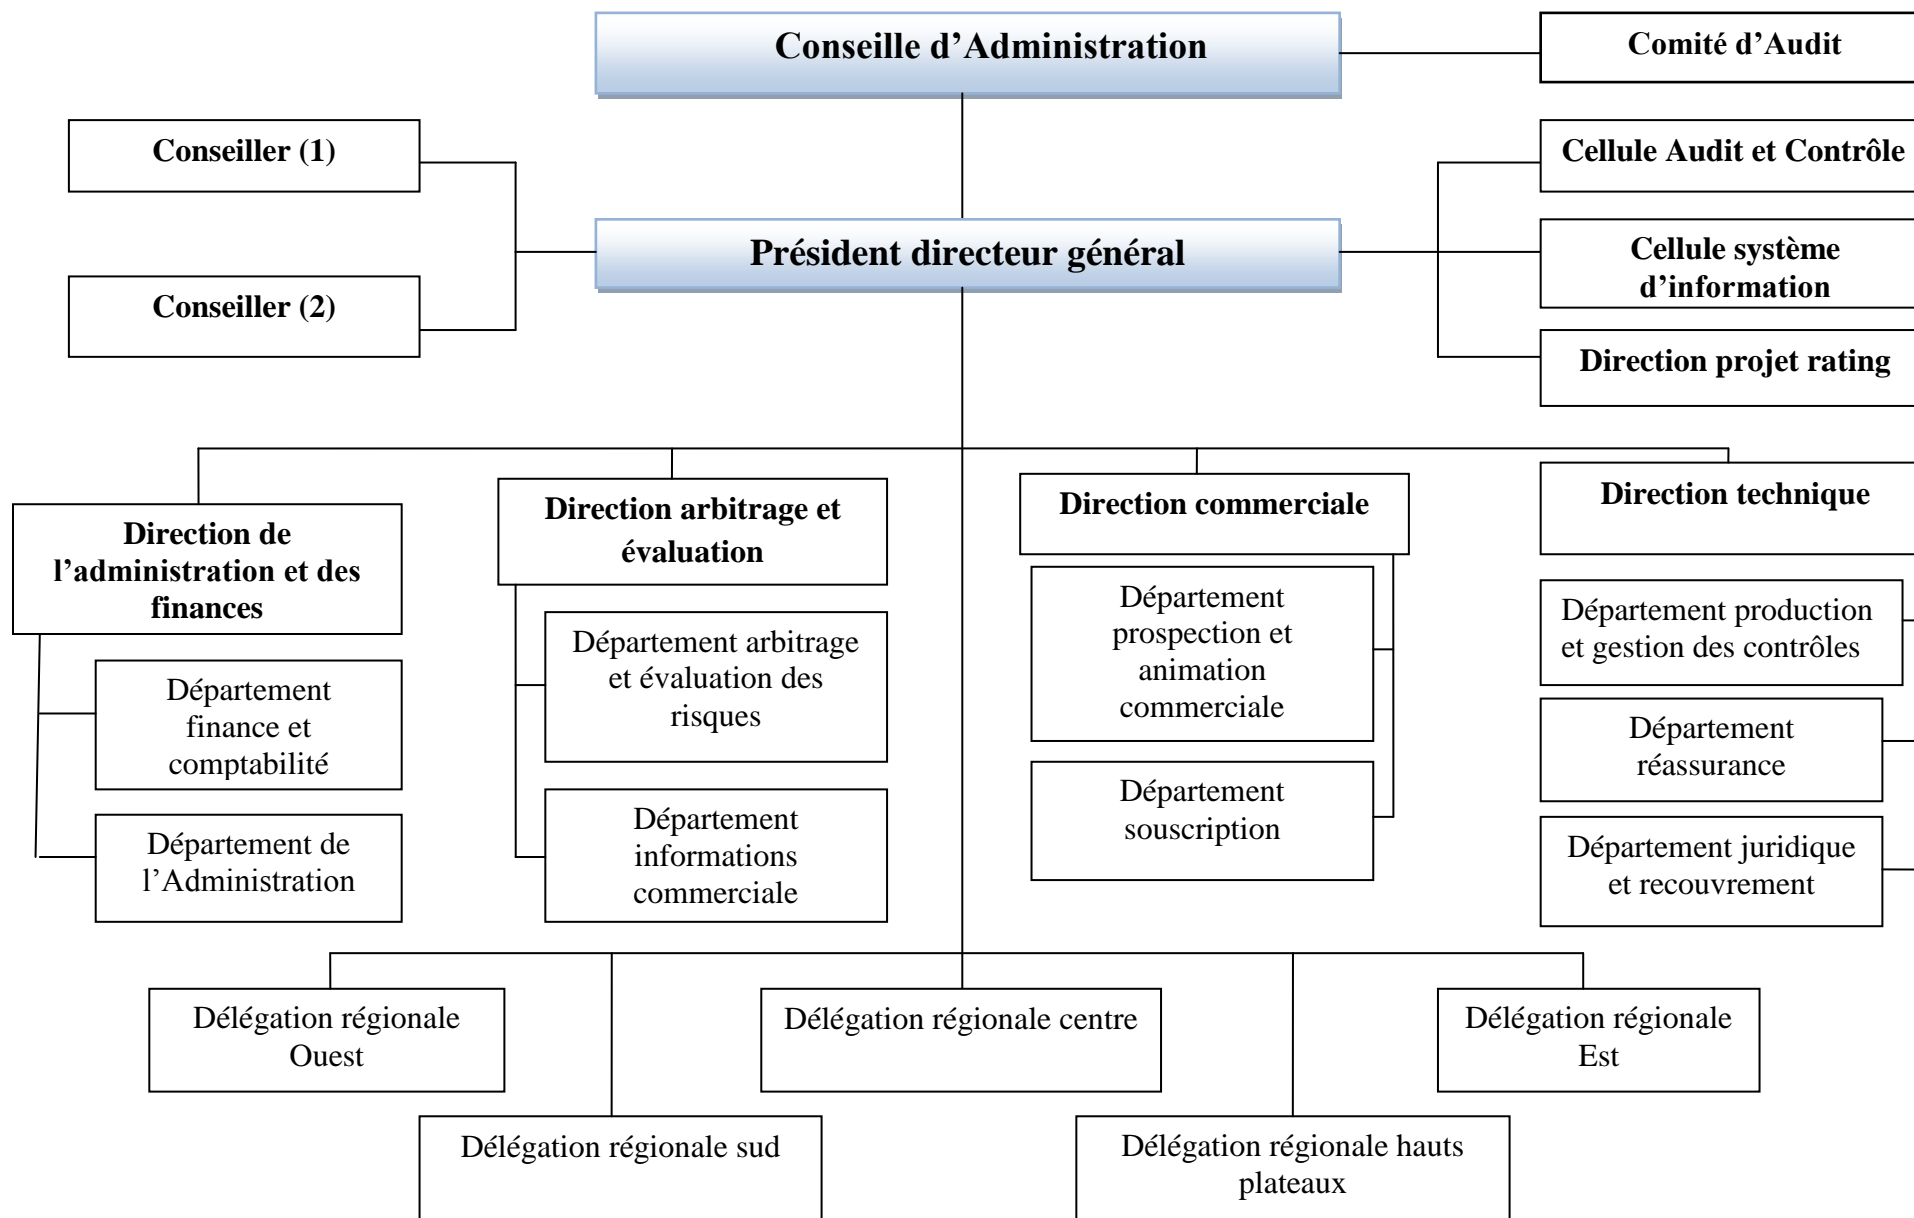 Conseille d’Administration
Comité d’Audit
Conseiller (1)
Cellule Audit et Contrôle
Président directeur général
Cellule système
d’information
Conseiller (2)
Direction projet rating
Direction de
l’administration et des
finances
Direction arbitrage et
évaluation
Direction commerciale
Direction technique
Département
finance et
comptabilité
Département de
l’Administration
Département arbitrage
et évaluation des
risques
Département
informations
commerciale
Département
prospection et
animation
commerciale
Département
souscription
Département production
et gestion des contrôles
Département
réassurance
Département juridique
et recouvrement
Délégation régionale
Ouest
Délégation régionale centre
Délégation régionale
Est
Délégation régionale sud
Délégation régionale hauts
plateaux